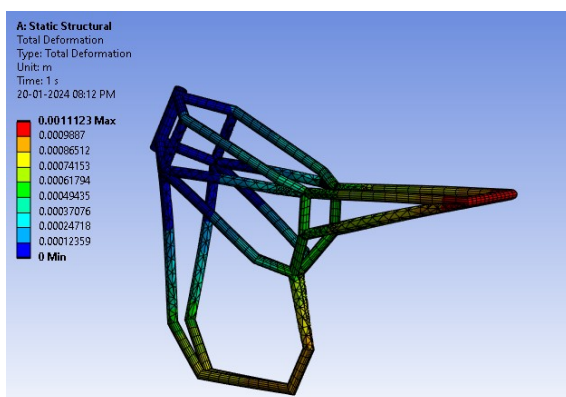 A: Static Structural
Total Deformation
Type: Total Deformation
Unit: m
Time: 1 s
20-01-2024 08:12 PM
0.0011123 Max
0.0009887
0.00086512
0.00074153
0.00061794
0.00049435
0.00037076
0.00024718
0.00012359
0 Min